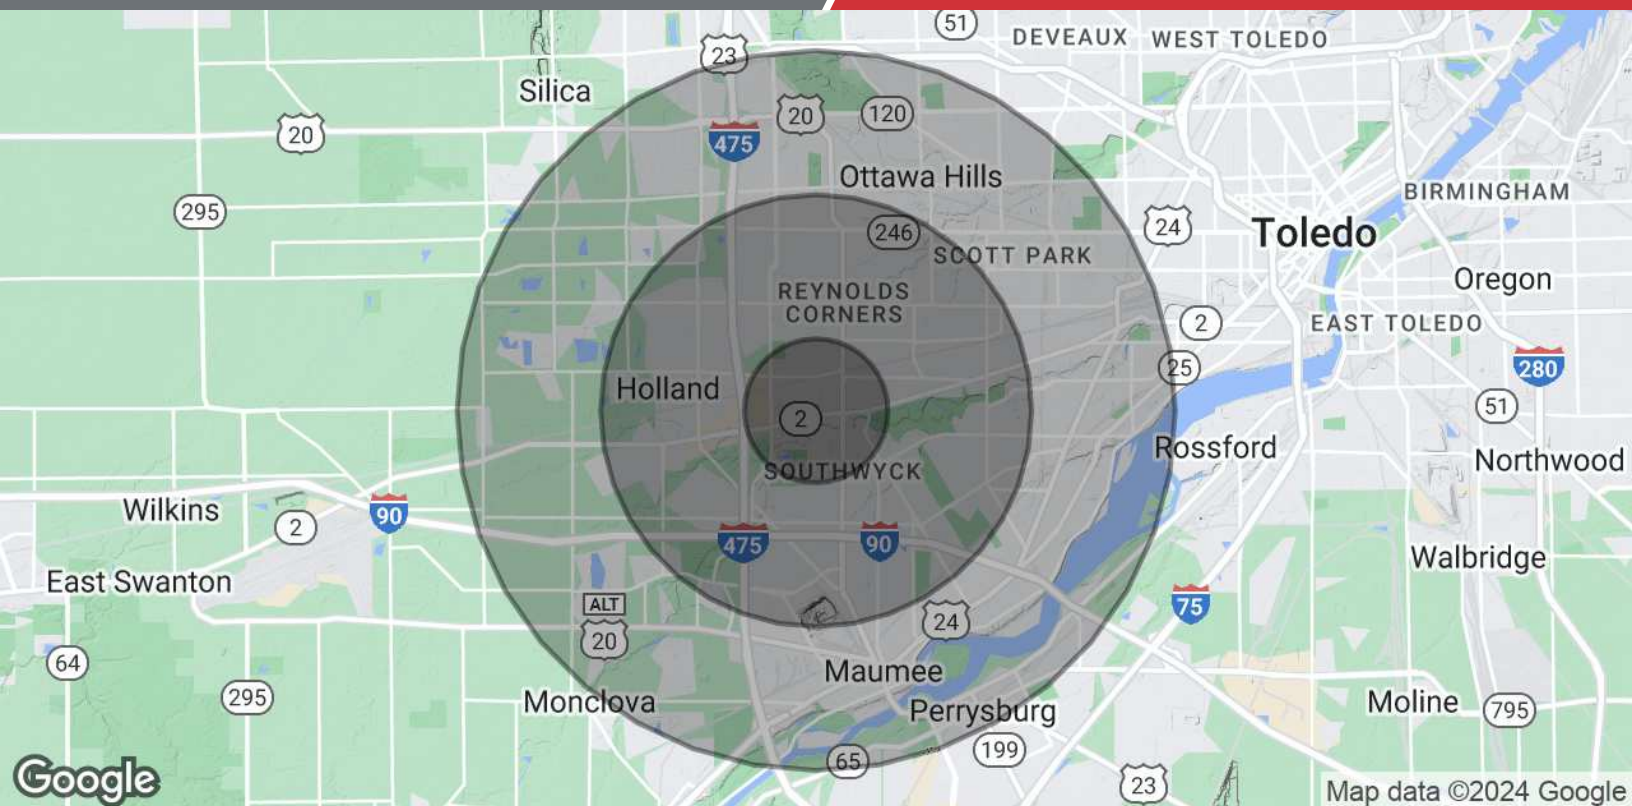 51
DEVEAUX
WEST TOLEDO
23
Silica
20
120
20
475
Ottawa Hills
295
BIRMINGHAM
24
246
Toledo
SCOTT PARK
Oregon
REYNOLDS
CORNERS
2
EAST TOLEDO
25
280
Holland
51
2
Rossford
SOUTHWYCK
Northwood
Wilkins
90
2
475
90
Walbridge
East Swanton
ALT
20
75
24
64
Maumee
295
Monclova
Perrysburg
Moline
795
199
65
Google
23
Map data ©2024 Google